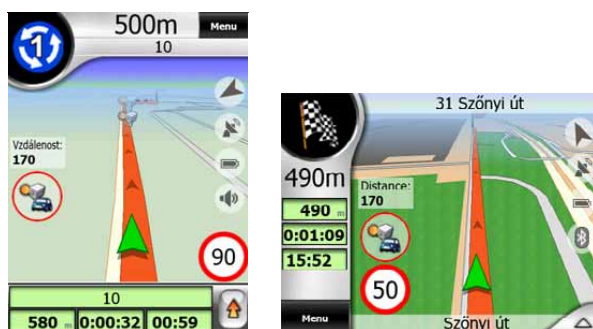 1
500m
Menu
10
Vzdálenost:
170
90
10
580 m
0:00:32
00:59
31 Szőnyi út
490m
Distance:
170
490 m
0:01:09
15:52
50
Menu
Szőnyi út